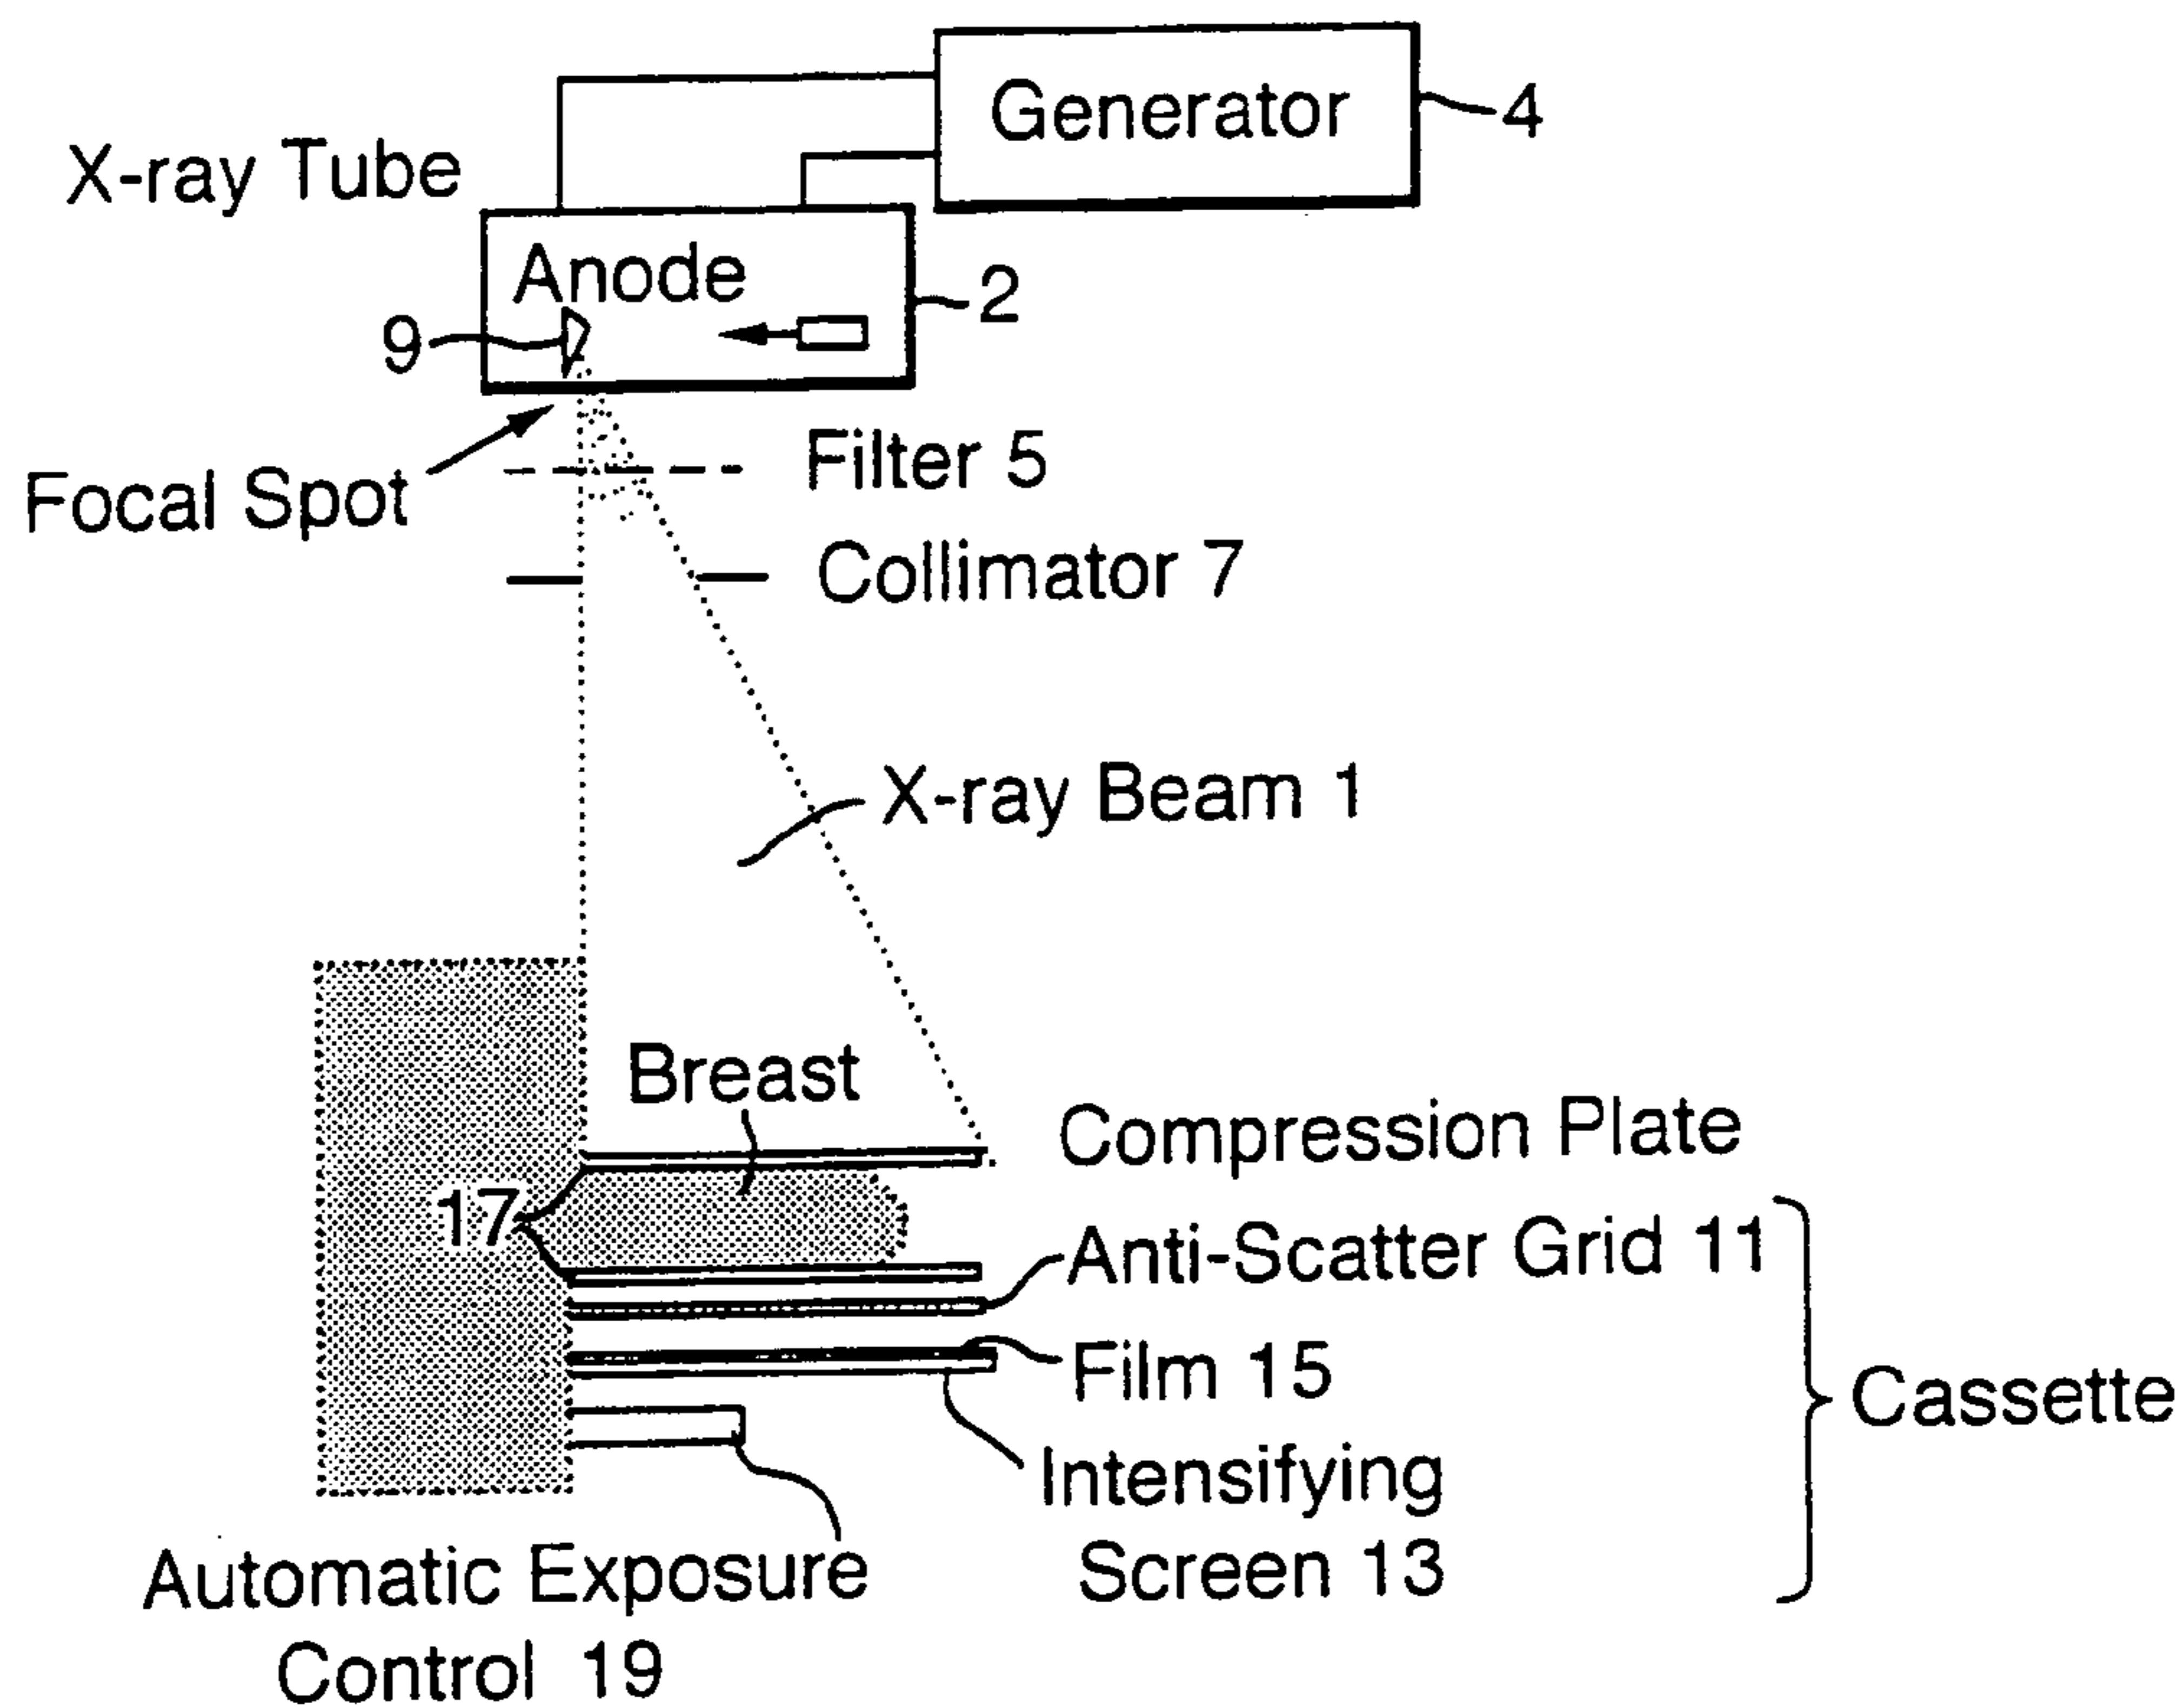 Generator
4
X-ray Tube
Anode
2
9
Filter 5
Focal Spot
Collimator 7
X-ray Beam 1
Breast
Compression Plate
17
Anti-Scatter Grid 11
Film 15
Cassette
Intensifying
Screen 13
Automatic Exposure
Control 19